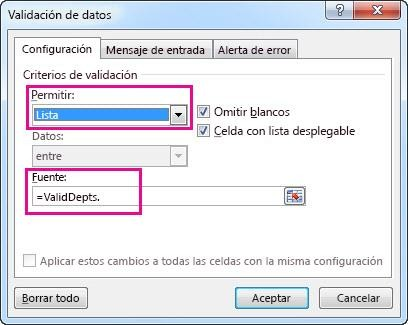 Validación de datos
Configuración Mensaje de entrada Alerta de error
Criterios de validación
Permitir:
Lista
Omitir blancos
Celda con lista desplegable
Datos:
entre
Fuente:
=ValidDepts.
Aplicar estos cambios a todas las celdas con la misma configuración
Borrar todo Aceptar Cancelar